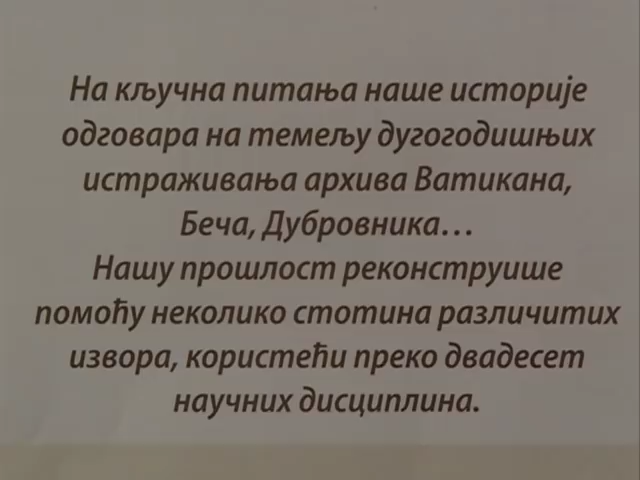 На кључна питања наше историје
одговара на темељу дугогодишњих
истраживања архива Ватикана,
Беча, Дубровника...
Нашу прошлост реконструише
помоћу неколико стотина различитих
извора, користећи преко двадесет
научних дисциплина.